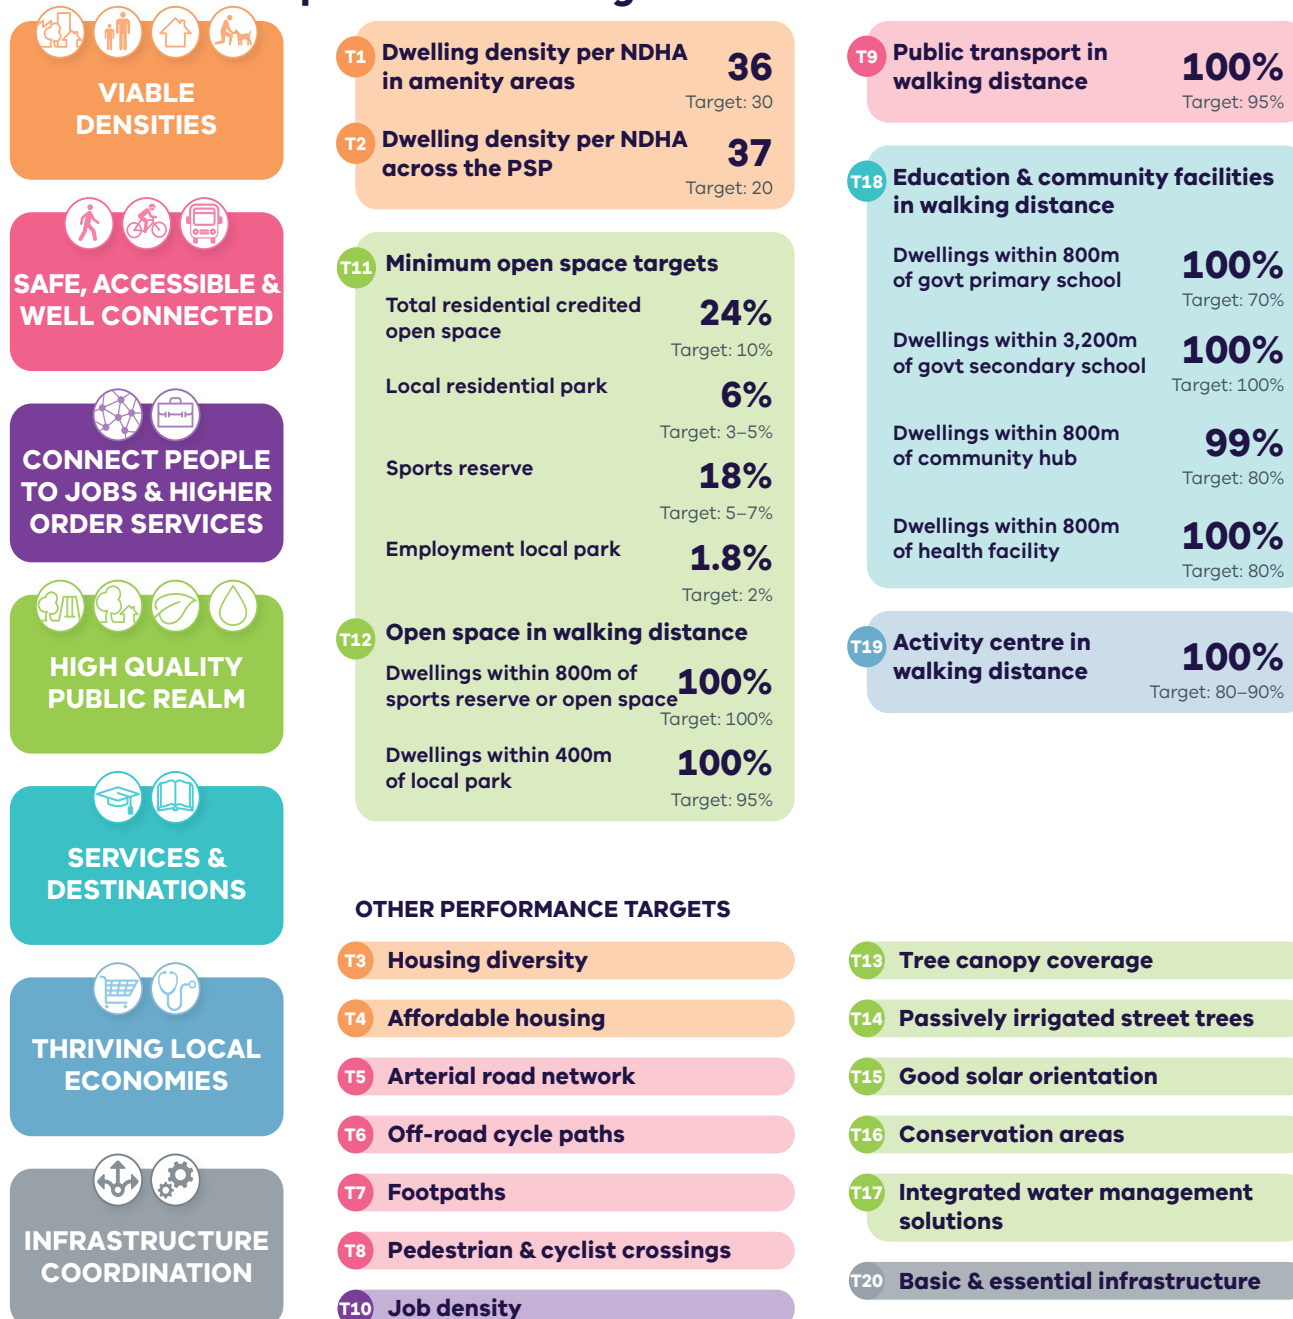 VIABLE
DENSITIES
SAFE, ACCESSIBLE &
WELL CONNECTED
CONNECT PEOPLE
TO JOBS & HIGHER
ORDER SERVICES
HIGH QUALITY
PUBLIC REALM
SERVICES &
DESTINATIONS
THRIVING LOCAL
ECONOMIES
INFRASTRUCTURE
COORDINATION
T1 Dwelling density per NDHA
in amenity areas
36
Target: 30
T2 Dwelling density per NDHA
across the PSP
37
Target: 20
T11 Minimum open space targets
Total residential credited
open space
24%
Target: 10%
Local residential park
6%
Target: 3–5%
Sports reserve
18%
Target: 5–7%
Employment local park
1.8%
Target: 2%
T12 Open space in walking distance
Dwellings within 800m of
sports reserve or open space
100%
Target: 100%
Dwellings within 400m
of local park
100%
Target: 95%
T9 Public transport in
walking distance
100%
Target: 95%
T18 Education & community facilities
in walking distance
Dwellings within 800m
of govt primary school
100%
Target: 70%
Dwellings within 3,200m
of govt secondary school
100%
Target: 100%
Dwellings within 800m
of community hub
99%
Target: 80%
Dwellings within 800m
of health facility
100%
Target: 80%
T19 Activity centre in
walking distance
100%
Target: 80–90%
OTHER PERFORMANCE TARGETS
T3 Housing diversity
T4 Affordable housing
T5 Arterial road network
T6 Off-road cycle paths
T7 Footpaths
T8 Pedestrian & cyclist crossings
T10 Job density
T13 Tree canopy coverage
T14 Passively irrigated street trees
T15 Good solar orientation
T16 Conservation areas
T17 Integrated water management
solutions
T20 Basic & essential infrastructure